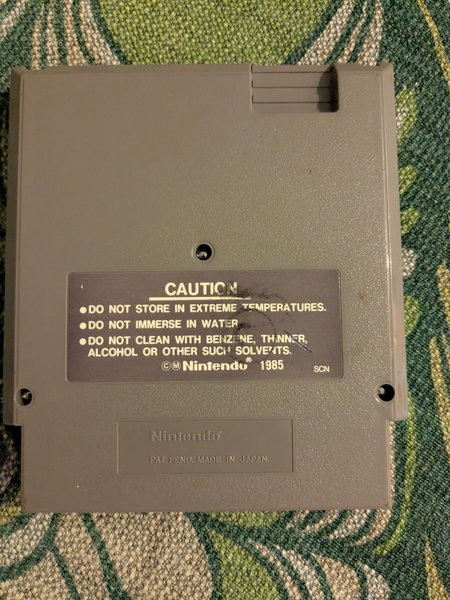 CAUTION
●DO NOT STORE IN EXTREME TEMPERATURES.
●DO NOT IMMERSE IN WATER.
●DO NOT CLEAN WITH BENZENE, THINNER,
ALCOHOL OR OTHER SUCH SOLVENTS.
©Ⓜ Nintendo® 1985 SCN
Nintendo®
PAT. PEND. MADE IN JAPAN